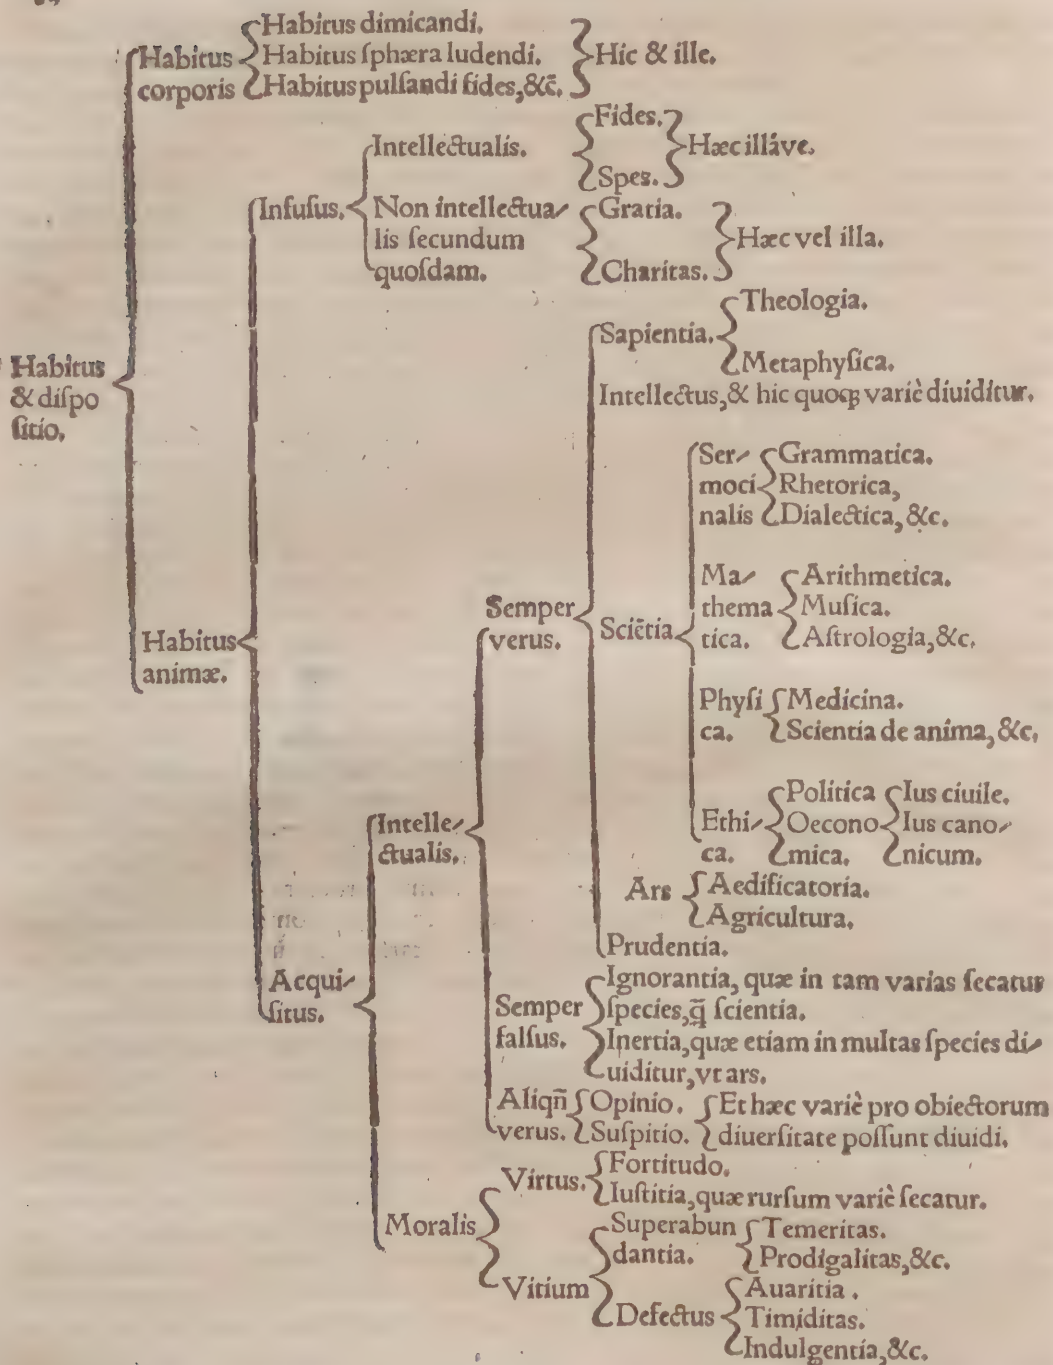 Habitus dimicandi.
Habitus corporis
Habitus ſphæra ludendi.
Habitus pulſandi fides, &c̄.
Hic & ille.
Habitus & diſpo
ſitio.
Infuſus.
Intellectualis.
Fides.
Spes.
Hæc illáve.
Non intellectua-
lis ſecundum
quoſdam.
Gratia.
Charitas.
Hæc vel illa.
Habitus
animæ.
Semper
verus.
Sapientia.
Theologia.
Metaphyſica.
Intellectus, & hic quoqꝫ variè diuiditur.
Sciētia
Ser-
moci
nalis
Grammatica.
Rhetorica,
Dialectica, &c.
Ma-
thema
tica.
Arithmetica.
Muſica.
Aſtrologia, &c.
Phyſi
ca.
Medicina.
Scientia de anima, &c.
Ethi-
ca.
Politica
Oecono
mica.
Ius ciuile.
Ius cano-
nicum.
Ars
Aedificatoria.
Agricultura.
Prudentia.
Acqui-
ſitus.
Intelle-
ctualis.
Semper
falſus.
Ignorantia, quæ in tam varias ſecatur
ſpecies, q̄ ſcientia.
Inertia, quæ etiam in multas ſpecies di-
uiditur, vt ars.
Aliqñ
verus.
Opinio.
Suſpitio.
Et hæc variè pro obiectorum
diuerſitate poſſunt diuidi.
Moralis
Virtus.
Fortitudo.
Iuſtitia, quæ rurſum variè ſecatur.
Vitium
Superabun
dantia.
Temeritas.
Prodigalitas, &c.
Defectus
Auaritia.
Timiditas.
Indulgentia, &c.